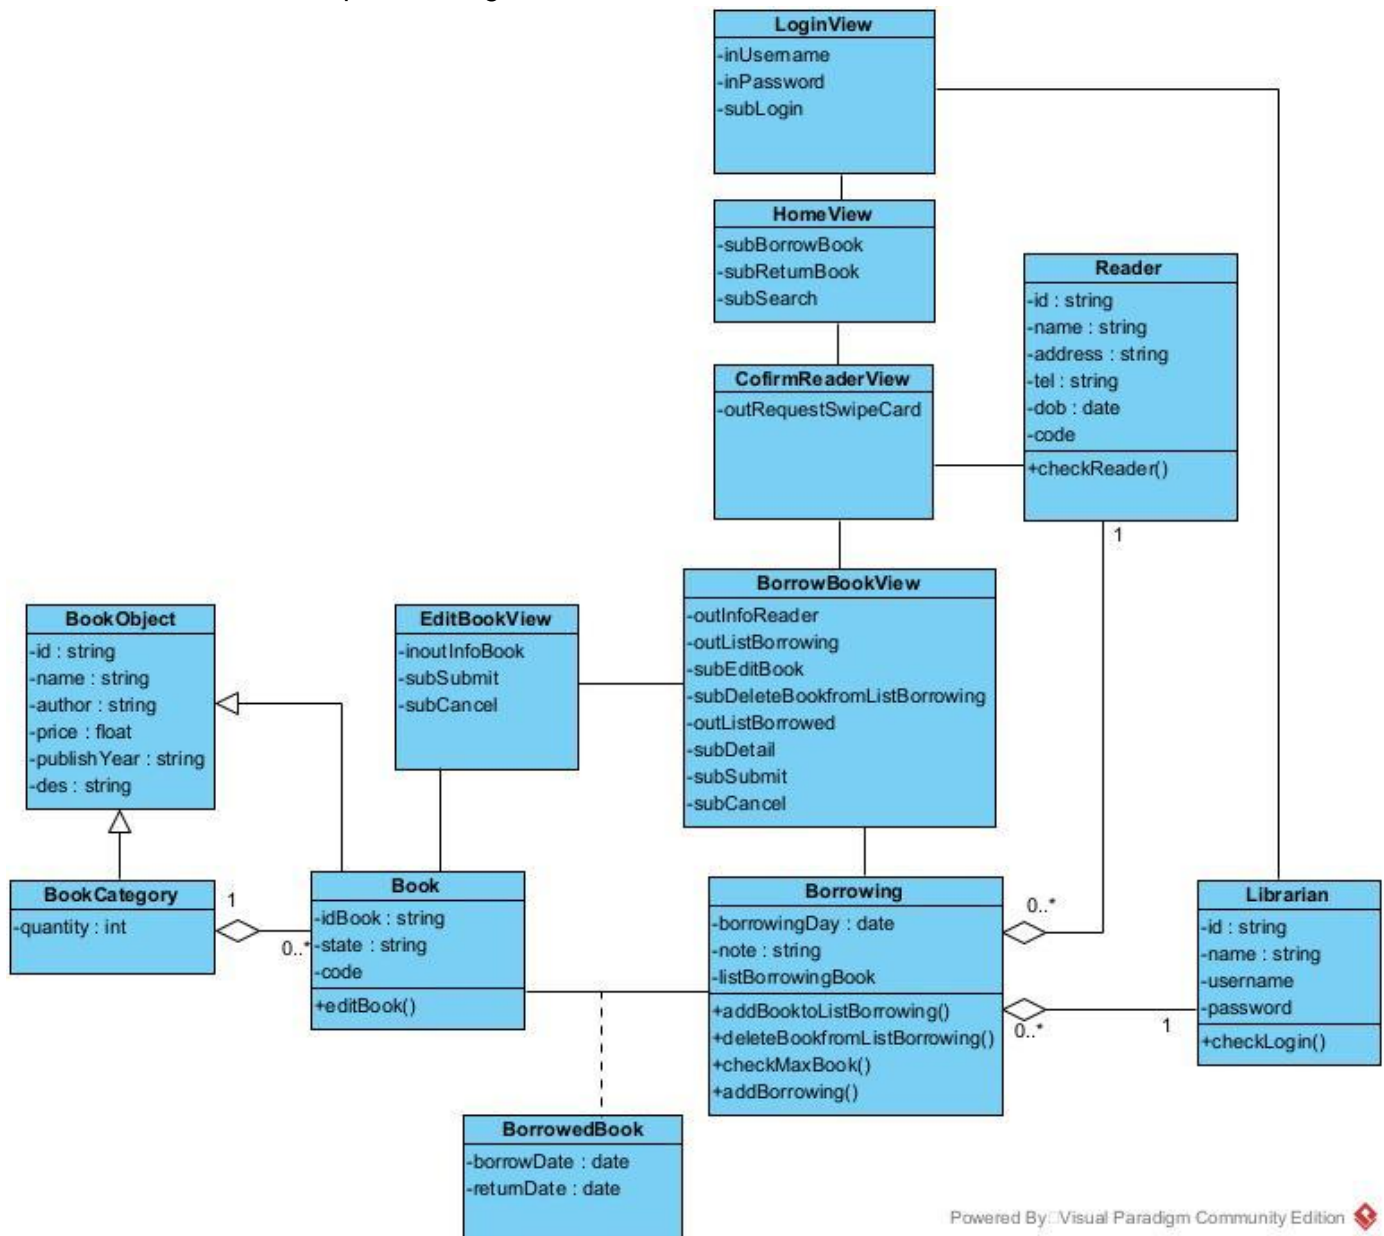 LoginView
-inUsername
-inPassword
-subLogin
HomeView
-subBorrowBook
-subReturnBook
-subSearch
Reader
-id : string
-name : string
-address : string
-tel : string
-dob : date
-code
+checkReader()
1
CofirmReaderView
-outRequestSwipeCard
BorrowBookView
-outInfoReader
-outListBorrowing
-subEditBook
-subDeleteBookfromListBorrowing
-outListBorrowed
-subDetail
-subSubmit
-subCancel
EditBookView
-inoutInfoBook
-subSubmit
-subCancel
BookObject
-id : string
-name : string
-author : string
-price : float
-publishYear : string
-des : string
BookCategory
-quantity : int
1
0..*
Book
-idBook : string
-state : string
-code
+editBook()
Borrowing
-borrowingDay : date
-note : string
-listBorrowingBook
+addBooktoListBorrowing()
+deleteBookfromListBorrowing()
+checkMaxBook()
+addBorrowing()
0..*
0..*
1
Librarian
-id : string
-name : string
-username
-password
+checkLogin()
BorrowedBook
-borrowDate : date
-returnDate : date
Powered By Visual Paradigm Community Edition